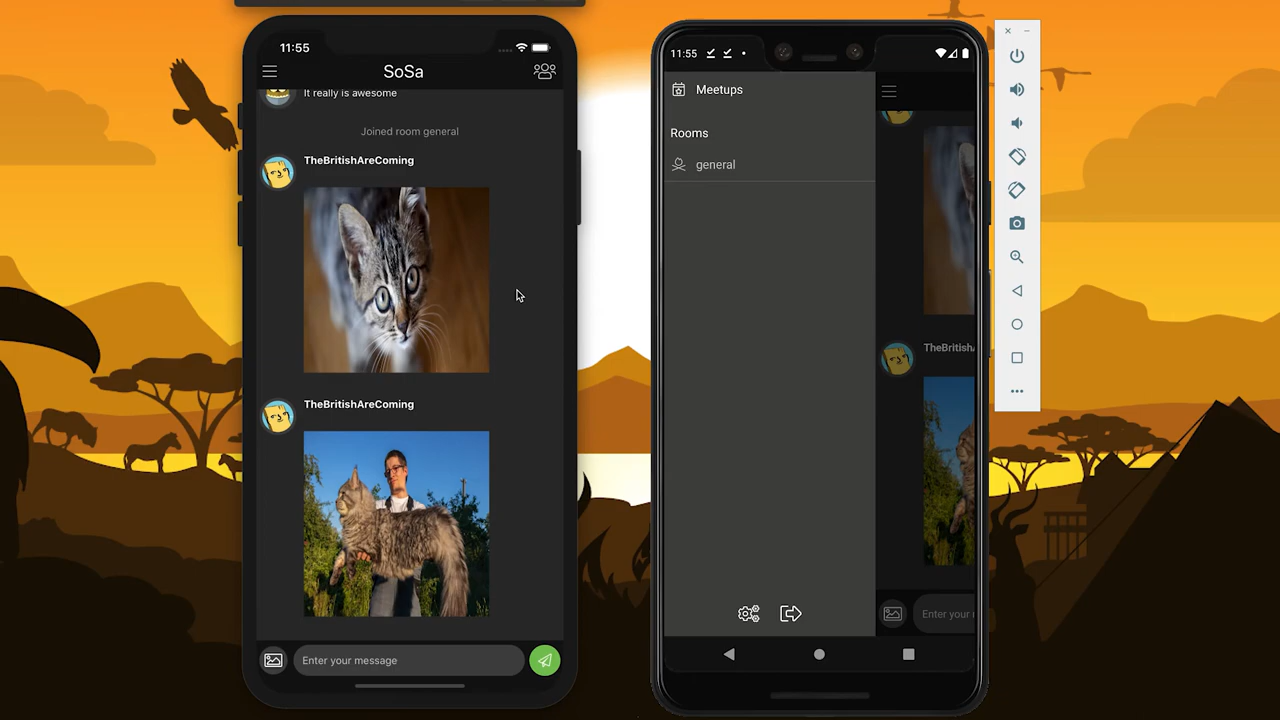 11:55
SoSa
It really is awesome
Joined room general
TheBritishAreComing
TheBritishAreComing
Enter your message
11:55
Meetups
Rooms
general
TheBritishA
Enter your